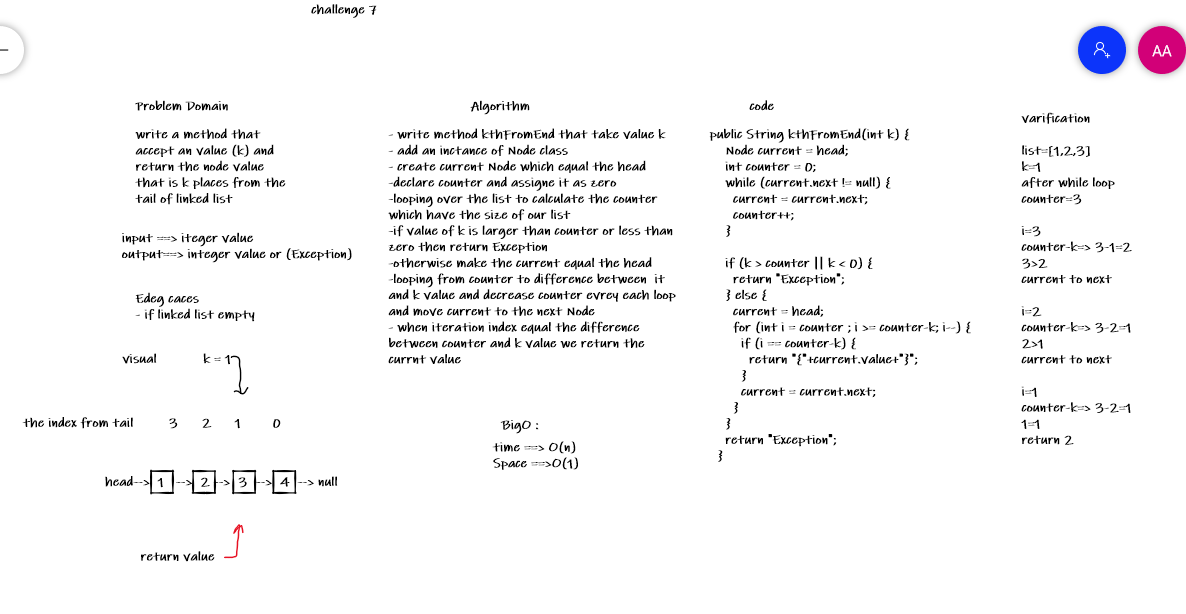 challenge 7
AA
Problem Domain
write a method that
accept an value (k) and
return the node value
that is k places from the
tail of linked list
input ==> iteger value
output==> integer value or (Exception)
Edeg caces
- if linked list empty
visual k = 1
the index from tail 3 2 1 0
head--> 1 --> 2 --> 3 --> 4 --> null
return value
Algorithm
- write method kthFromEnd that take value k
- add an inctance of Node class
- create current Node which equal the head
-declare counter and assigne it as zero
-looping over the list to calculate the counter
which have the size of our list
-if value of k is larger than counter or less than
zero then return Exception
-otherwise make the current equal the head
-looping from counter to difference between it
and k value and decrease counter evrey each loop
and move current to the next Node
- when iteration index equal the difference
between counter and k value we return the
currnt value
BigO :
time ==> O(n)
Space ==>O(1)
code
public String kthFromEnd(int k) {
Node current = head;
int counter = 0;
while (current.next != null) {
current = current.next;
counter++;
}
if (k > counter || k < 0) {
return "Exception";
} else {
current = head;
for (int i = counter ; i >= counter-k; i--) {
if (i == counter-k) {
return "{"+current.value+"}";
}
current = current.next;
}
}
return "Exception";
}
varification
list=[1,2,3]
k=1
after while loop
counter=3
i=3
counter-k=> 3-1=2
3>2
current to next
i=2
counter-k=> 3-2=1
2>1
current to next
i=1
counter-k=> 3-2=1
1=1
return 2